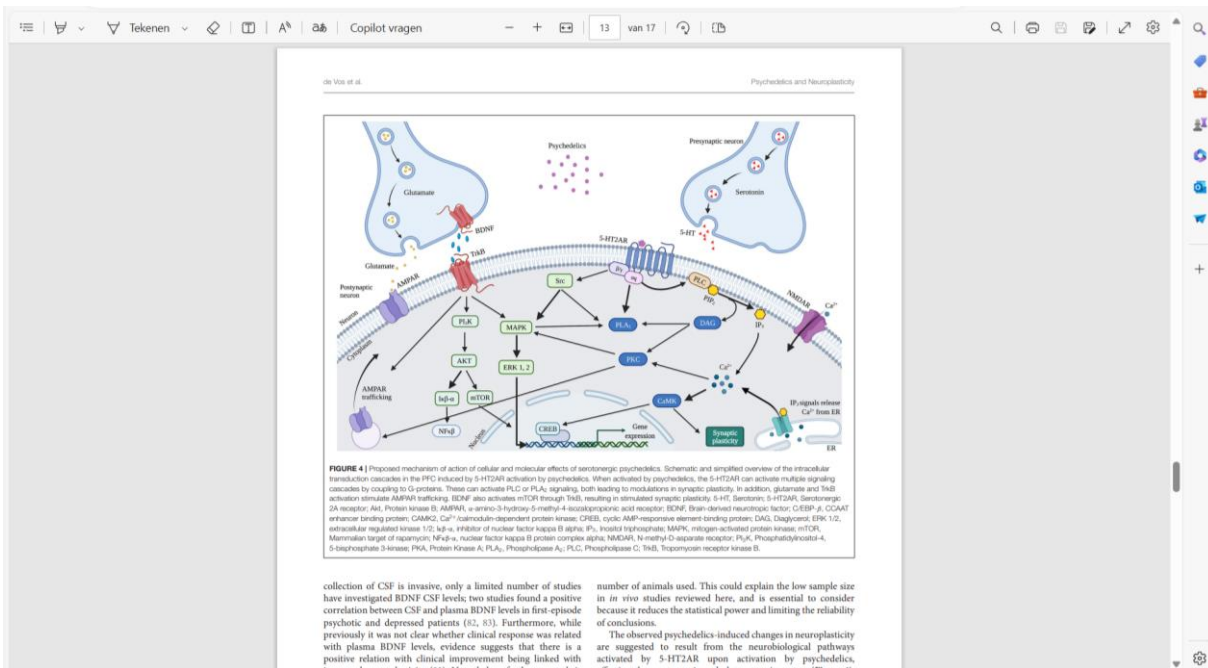 Tekenen
A
aあ
Copilot vragen
13 van 17
de Vos et al.
Psychedelics and Neuroplasticity
Psychedelics
Presynaptic neuron
Glutamate
Serotonin
BDNF
5-HT
5-HT2AR
TrkB
Glutamate
AMPAR
Postynaptic
neuron
Neuron
Cytoplasm
Src
PLC
PIP₂
NMDAR
Ca²⁺
IP₃
PI₃K
MAPK
PLA₂
DAG
AKT
ERK 1, 2
PKC
Ca²⁺
AMPAR
trafficking
Iκβ-α
mTOR
CaMK
IP₃signals release
Ca²⁺ from ER
NFκβ
Nucleus
CREB
Gene
expression
Synaptic
plasticity
ER
FIGURE 4 | Proposed mechanism of action of cellular and molecular effects of serotonergic psychedelics. Schematic and simplified overview of the intracellular
transduction cascades in the PFC induced by 5-HT2AR activation by psychedelics. When activated by psychedelics, the 5-HT2AR can activate multiple signaling
cascades by coupling to G-proteins. These can activate PLC or PLA₂ signaling, both leading to modulations in synaptic plasticity. In addition, glutamate and TrkB
activation stimulate AMPAR trafficking. BDNF also activates mTOR through TrkB, resulting in stimulated synaptic plasticity. 5-HT, Serotonin; 5-HT2AR, Serotonergic
2A receptor; Akt, Protein kinase B; AMPAR, α-amino-3-hydroxy-5-methyl-4-isozalopropionic acid receptor; BDNF, Brain-derived neurotropic factor; C/EBP-β, CCAAT
enhancer binding protein; CAMK2, Ca²⁺/calmodulin-dependent protein kinase; CREB, cyclic AMP-responsive element-binding protein; DAG, Diaglycerol; ERK 1/2,
extracellular regulated kinase 1/2; Iκβ-α, inhibitor of nuclear factor kappa B alpha; IP₃, Inositol triphosphate; MAPK, mitogen-activated protein kinase; mTOR,
Mammalian target of rapamycin; NFκβ-α, nuclear factor kappa B protein complex alpha; NMDAR, N-methyl-D-asparate receptor; PI₃K, Phosphatidylinositol-4,
5-bisphosphate 3-kinase; PKA, Protein Kinase A; PLA₂, Phospholipase A₂; PLC, Phospholipase C; TrkB, Tropomyosin receptor kinase B.
collection of CSF is invasive, only a limited number of studies
have investigated BDNF CSF levels; two studies found a positive
correlation between CSF and plasma BDNF levels in first-episode
psychotic and depressed patients (82, 83). Furthermore, while
previously it was not clear whether clinical response was related
with plasma BDNF levels, evidence suggests that there is a
positive relation with clinical improvement being linked with
number of animals used. This could explain the low sample size
in in vivo studies reviewed here, and is essential to consider
because it reduces the statistical power and limiting the reliability
of conclusions.
The observed psychedelics-induced changes in neuroplasticity
are suggested to result from the neurobiological pathways
activated by 5-HT2AR upon activation by psychedelics,